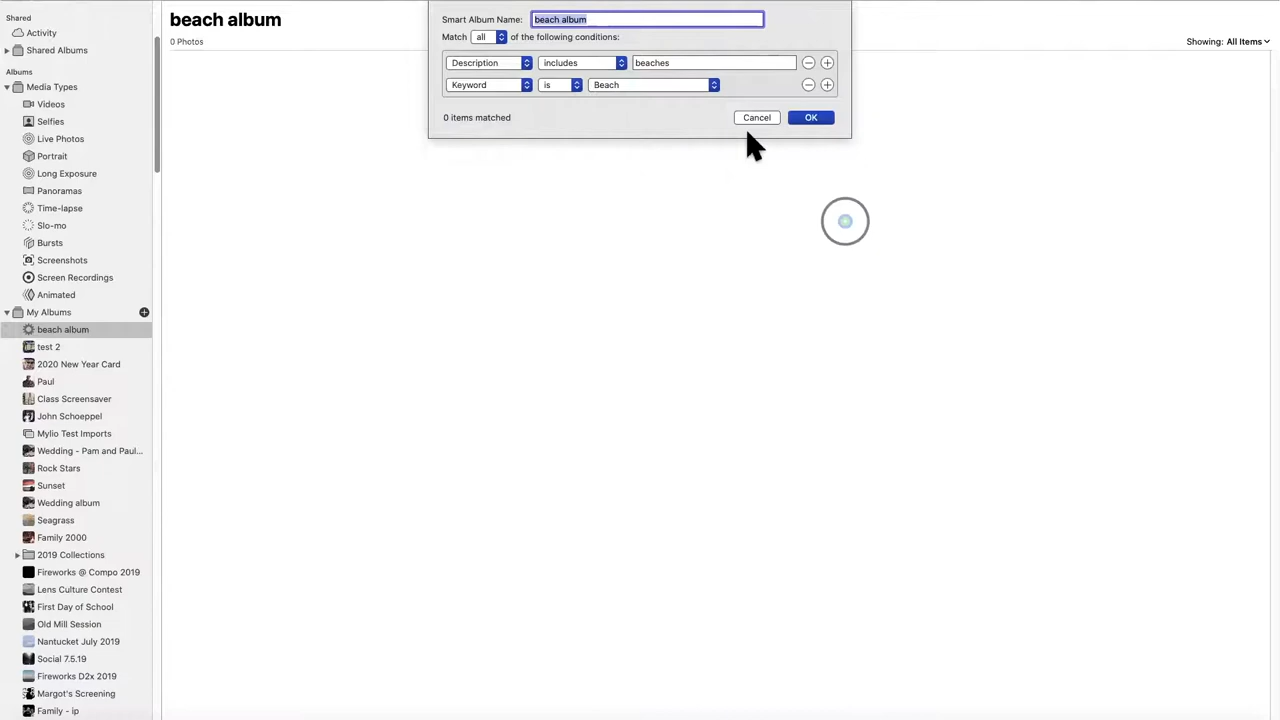 Shared
Activity
Shared Albums
Albums
Media Types
Videos
Selfies
Live Photos
Portrait
Long Exposure
Panoramas
Time-lapse
Slo-mo
Bursts
Screenshots
Screen Recordings
Animated
My Albums
beach album
test 2
2020 New Year Card
Paul
Class Screensaver
John Schoeppel
Mylio Test Imports
Wedding - Pam and Paul...
Rock Stars
Sunset
Wedding album
Seagrass
Family 2000
2019 Collections
Fireworks @ Compo 2019
Lens Culture Contest
First Day of School
Old Mill Session
Nantucket July 2019
Social 7.5.19
Fireworks D2x 2019
Margot's Screening
Family - ip
beach album
0 Photos
Showing: All Items
Smart Album Name: beach album
Match all of the following conditions:
Description includes beaches
Keyword is Beach
0 items matched Cancel OK